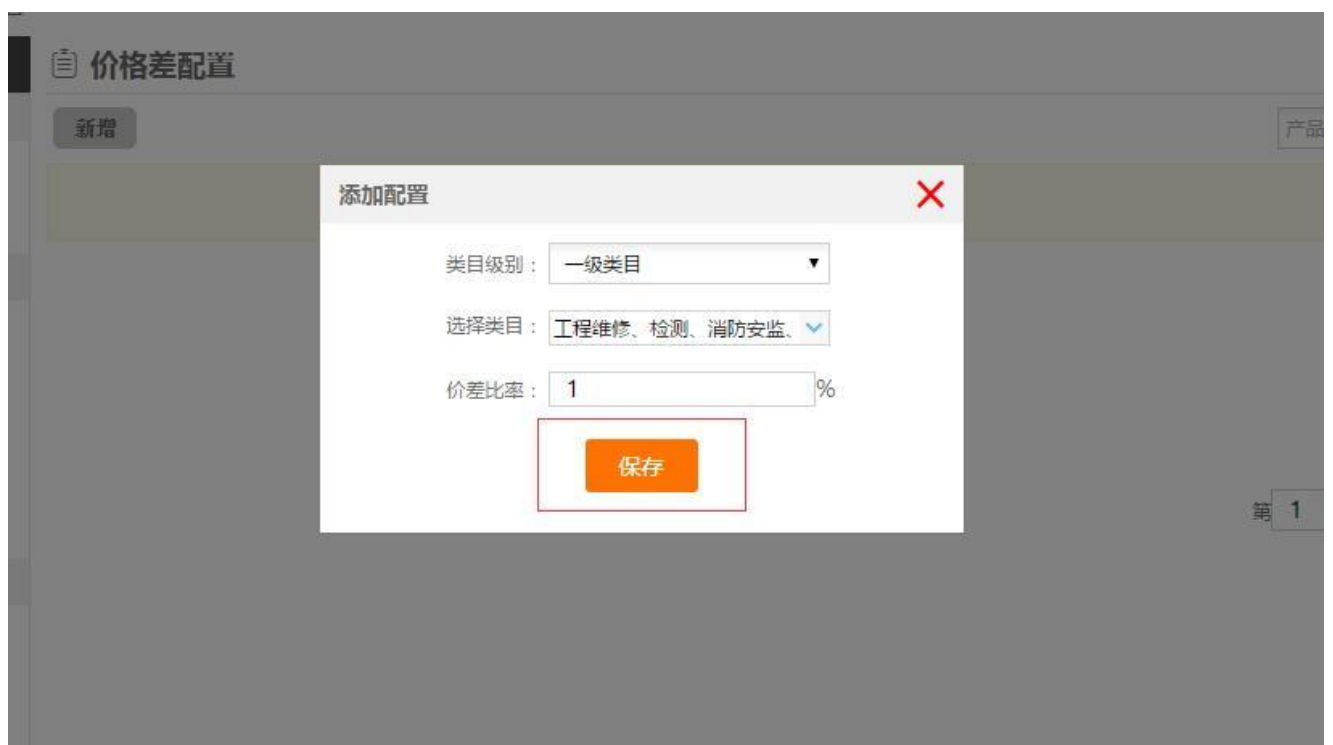 价格差配置
新增
产品
添加配置
类目级别：
一级类目
选择类目：
工程维修、检测、消防安监、
价差比率：
1
%
保存
第 1